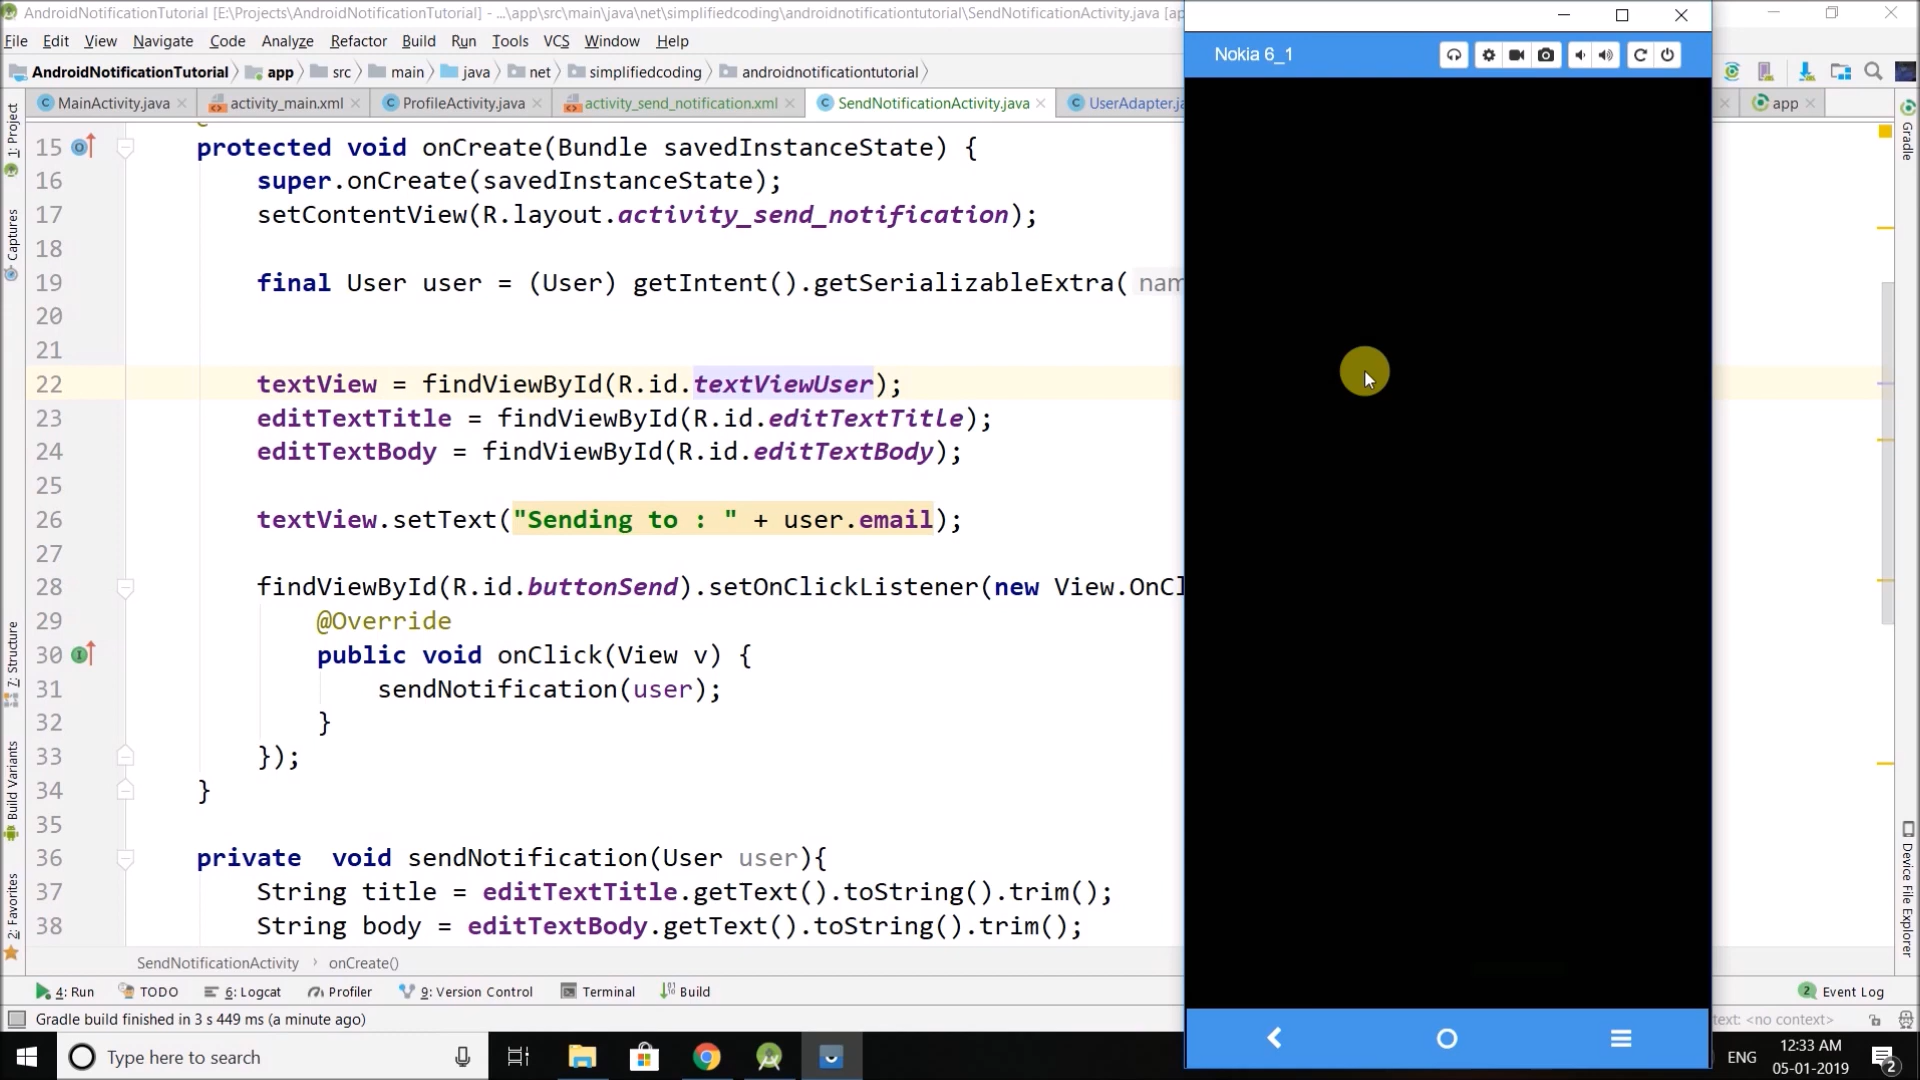 AndroidNotificationTutorial [E:\Projects\AndroidNotificationTutorial] - ...\app\src\main\java\net\simplifiedcoding\androidnotificationtutorial\SendNotificationActivity.java [ap
File Edit View Navigate Code Analyze Refactor Build Run Tools VCS Window Help
Nokia 6_1
AndroidNotificationTutorial app src main java net simplifiedcoding androidnotificationtutorial
MainActivity.java activity_main.xml ProfileActivity.java activity_send_notification.xml SendNotificationActivity.java UserAdapter.ja app
1: Project
Captures
7: Structure
Build Variants
2: Favorites
Gradle
Device File Explorer
15 protected void onCreate(Bundle savedInstanceState) {
16 super.onCreate(savedInstanceState);
17 setContentView(R.layout.activity_send_notification);
18
19 final User user = (User) getIntent().getSerializableExtra( nam
20
21
22 textView = findViewById(R.id.textViewUser);
23 editTextTitle = findViewById(R.id.editTextTitle);
24 editTextBody = findViewById(R.id.editTextBody);
25
26 textView.setText("Sending to : " + user.email);
27
28 findViewById(R.id.buttonSend).setOnClickListener(new View.OnCl
29 @Override
30 public void onClick(View v) {
31 sendNotification(user);
32 }
33 });
34 }
35
36 private void sendNotification(User user){
37 String title = editTextTitle.getText().toString().trim();
38 String body = editTextBody.getText().toString().trim();
SendNotificationActivity › onCreate()
4: Run TODO 6: Logcat Profiler 9: Version Control Terminal Build 2 Event Log
Gradle build finished in 3 s 449 ms (a minute ago) text: <no context>
Type here to search ENG 12:33 AM
05-01-2019 2